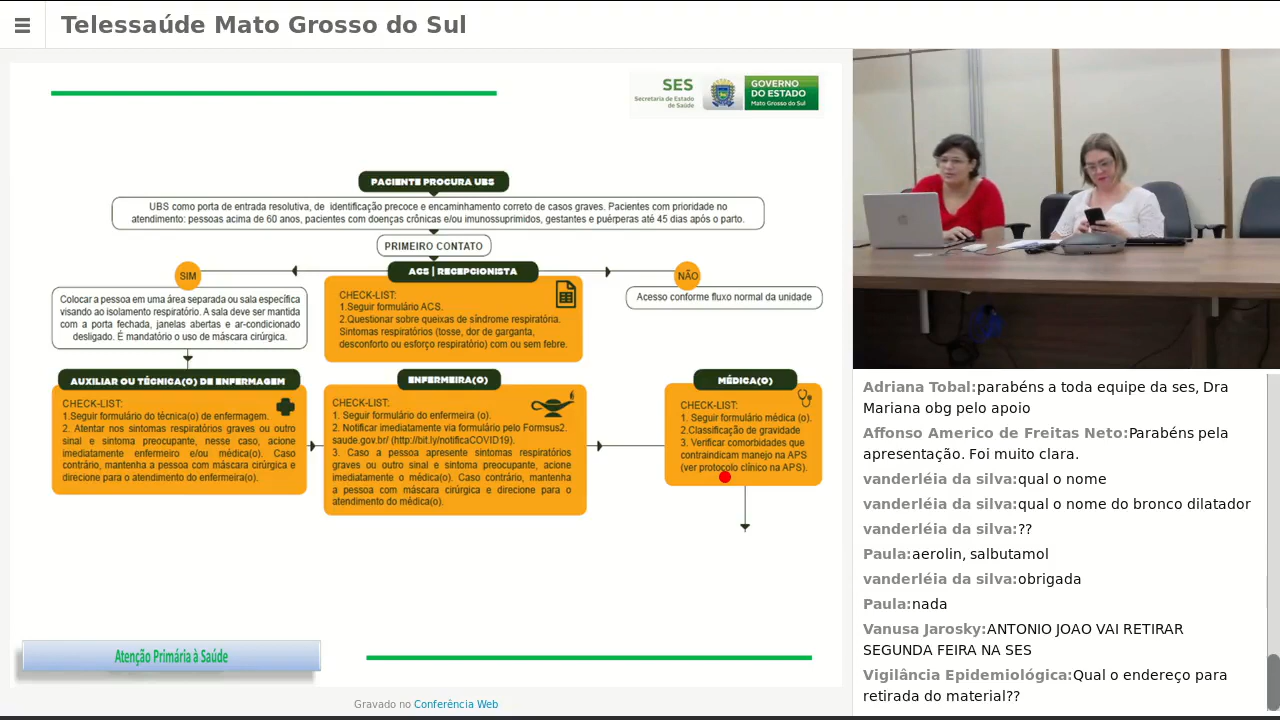 Telessaúde Mato Grosso do Sul
SES
Secretaria de Estado
de Saúde
GOVERNO
DO ESTADO
Mato Grosso do Sul
PACIENTE PROCURA UBS
UBS como porta de entrada resolutiva, de identificação precoce e encaminhamento correto de casos graves. Pacientes com prioridade no
atendimento: pessoas acima de 60 anos, pacientes com doenças crônicas e/ou imunossuprimidos, gestantes e puérperas até 45 dias após o parto.
PRIMEIRO CONTATO
SIM
ACS | RECEPCIONISTA
NÃO
Colocar a pessoa em uma área separada ou sala específica
visando ao isolamento respiratório. A sala deve ser mantida
com a porta fechada, janelas abertas e ar-condicionado
desligado. É mandatório o uso de máscara cirúrgica.
CHECK-LIST:
1.Seguir formulário ACS.
2.Questionar sobre queixas de síndrome respiratória.
Sintomas respiratórios (tosse, dor de garganta,
desconforto ou esforço respiratório) com ou sem febre.
Acesso conforme fluxo normal da unidade
AUXILIAR OU TÉCNICA(O) DE ENFERMAGEM
CHECK-LIST:
1.Seguir formulário do técnica(o) de enfermagem.
2. Atentar nos sintomas respiratórios graves ou outro
sinal e sintoma preocupante, nesse caso, acione
imediatamente enfermeiro e/ou médica(o). Caso
contrário, mantenha a pessoa com máscara cirúrgica e
direcione para o atendimento do enfermeira(o).
ENFERMEIRA(O)
CHECK-LIST:
1. Seguir formulário do enfermeira (o).
2. Notificar imediatamente via formulário pelo Formsus2.
saude.gov.br/ (http://bit.ly/notificaCOVID19).
3. Caso a pessoa apresente sintomas respiratórios
graves ou outro sinal e sintoma preocupante, acione
imediatamente o médica(o). Caso contrário, mantenha
a pessoa com máscara cirúrgica e direcione para o
atendimento do médica(o).
MÉDICA(O)
CHECK-LIST:
1. Seguir formulário médica (o).
2.Classificação de gravidade
3. Verificar comorbidades que
contraindicam manejo na APS
(ver protocolo clínico na APS).
Atenção Primária à Saúde
Gravado no Conferência Web
hp
Adriana Tobal:parabéns a toda equipe da ses, Dra
Mariana obg pelo apoio
Affonso Americo de Freitas Neto:Parabéns pela
apresentação. Foi muito clara.
vanderléia da silva:qual o nome
vanderléia da silva:qual o nome do bronco dilatador
vanderléia da silva:??
Paula:aerolin, salbutamol
vanderléia da silva:obrigada
Paula:nada
Vanusa Jarosky:ANTONIO JOAO VAI RETIRAR
SEGUNDA FEIRA NA SES
Vigilância Epidemiológica:Qual o endereço para
retirada do material??